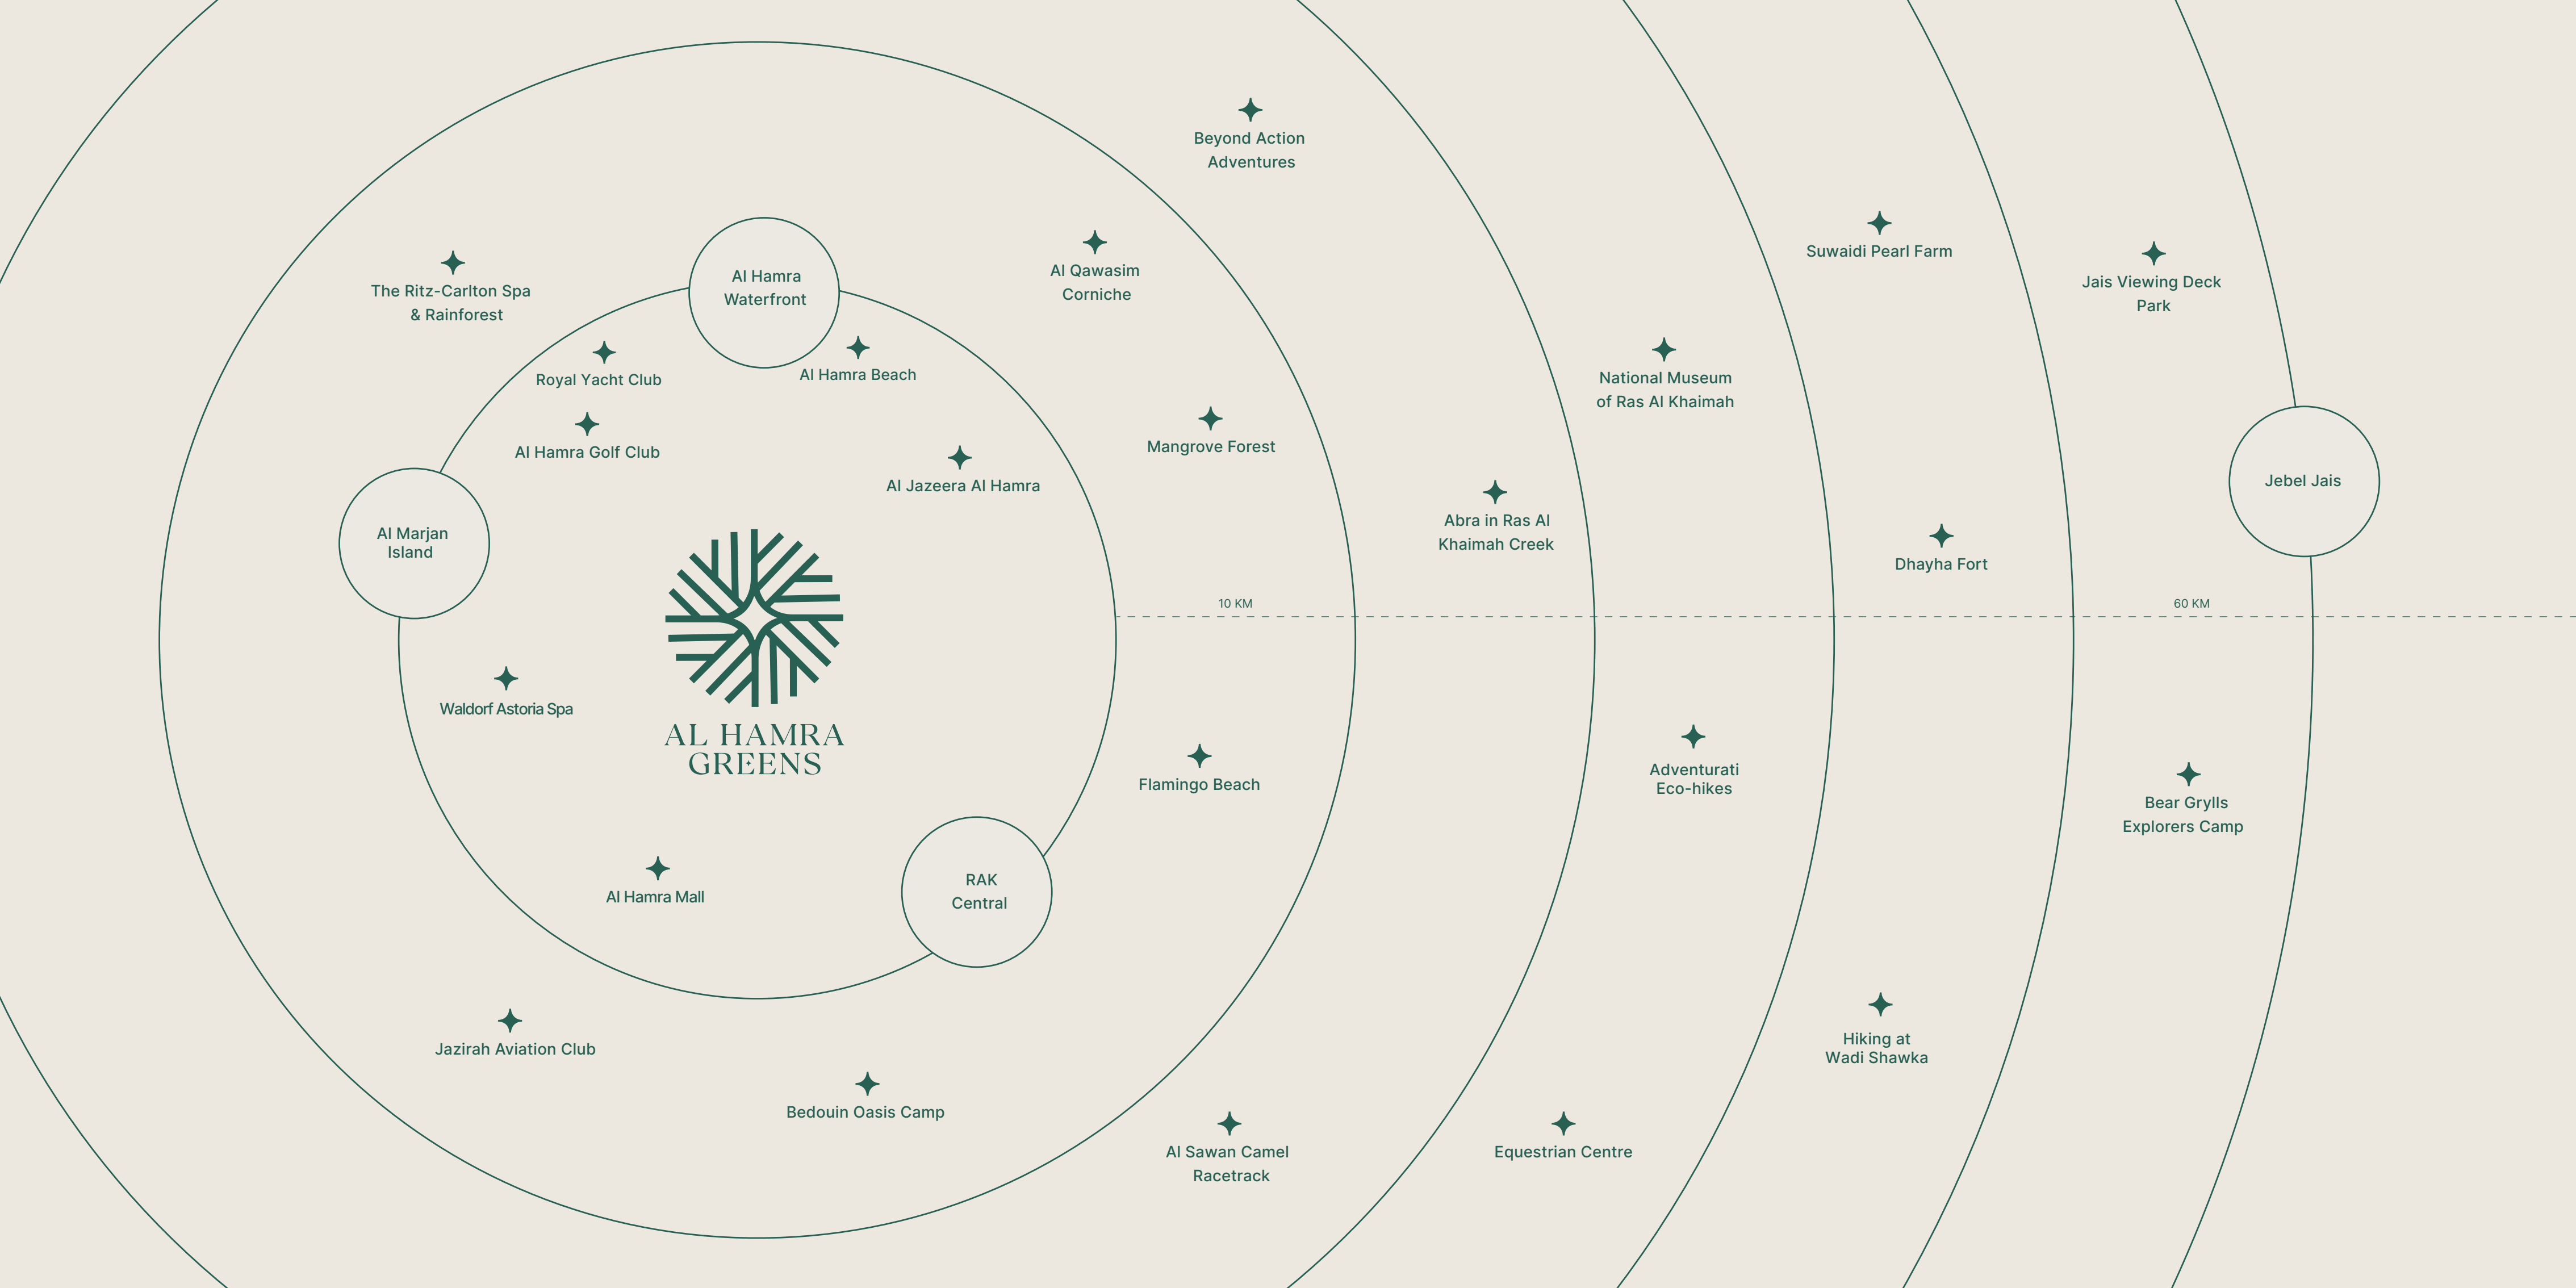 Beyond Action
Adventures
Al Qawasim
Corniche
Suwaidi Pearl Farm
Jais Viewing Deck
Park
The Ritz-Carlton Spa
& Rainforest
Al Hamra
Waterfront
Royal Yacht Club
Al Hamra Beach
National Museum
of Ras Al Khaimah
Al Hamra Golf Club
Mangrove Forest
Al Jazeera Al Hamra
Jebel Jais
Al Marjan
Island
Abra in Ras Al
Khaimah Creek
Dhayha Fort
10 KM
60 KM
Waldorf Astoria Spa
AL HAMRA
GREENS
Flamingo Beach
Adventurati
Eco-hikes
Bear Grylls
Explorers Camp
Al Hamra Mall
RAK
Central
Jazirah Aviation Club
Hiking at
Wadi Shawka
Bedouin Oasis Camp
Al Sawan Camel
Racetrack
Equestrian Centre